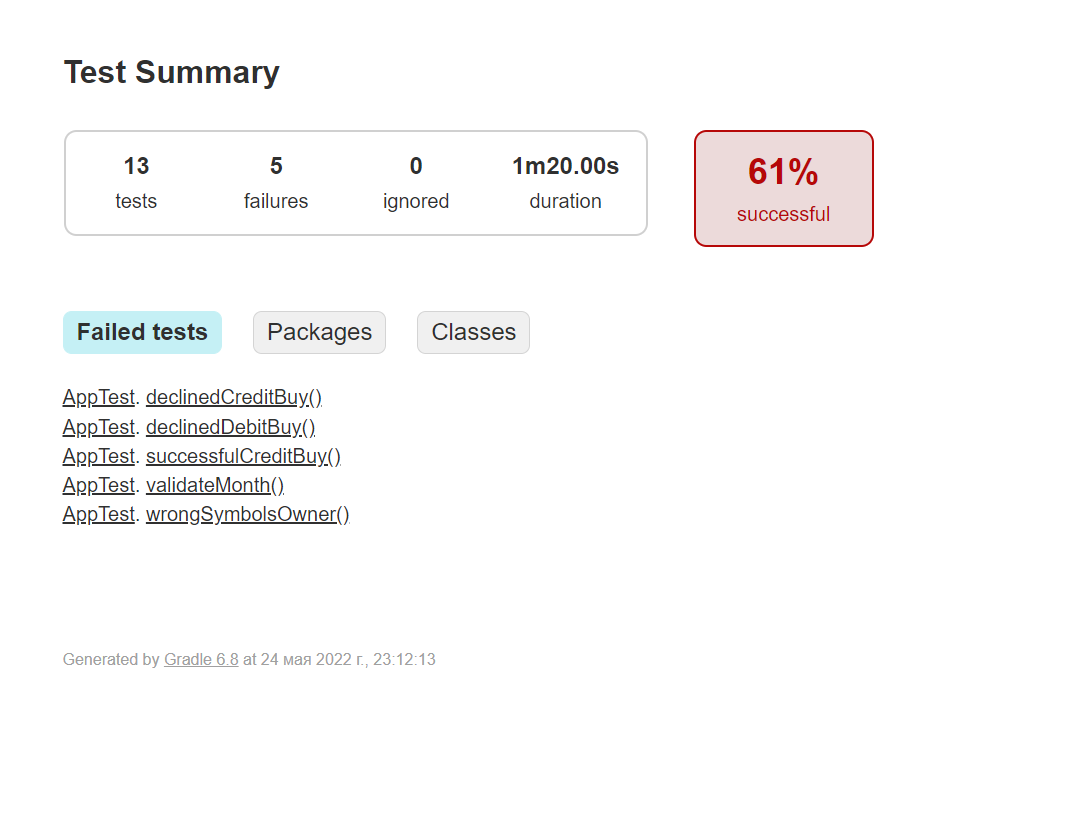 Test Summary
13
tests
5
failures
0
ignored
1m20.00s
duration
61%
successful
Failed tests
Packages
Classes
AppTest. declinedCreditBuy()
AppTest. declinedDebitBuy()
AppTest. successfulCreditBuy()
AppTest. validateMonth()
AppTest. wrongSymbolsOwner()
Generated by Gradle 6.8 at 24 мая 2022 г., 23:12:13